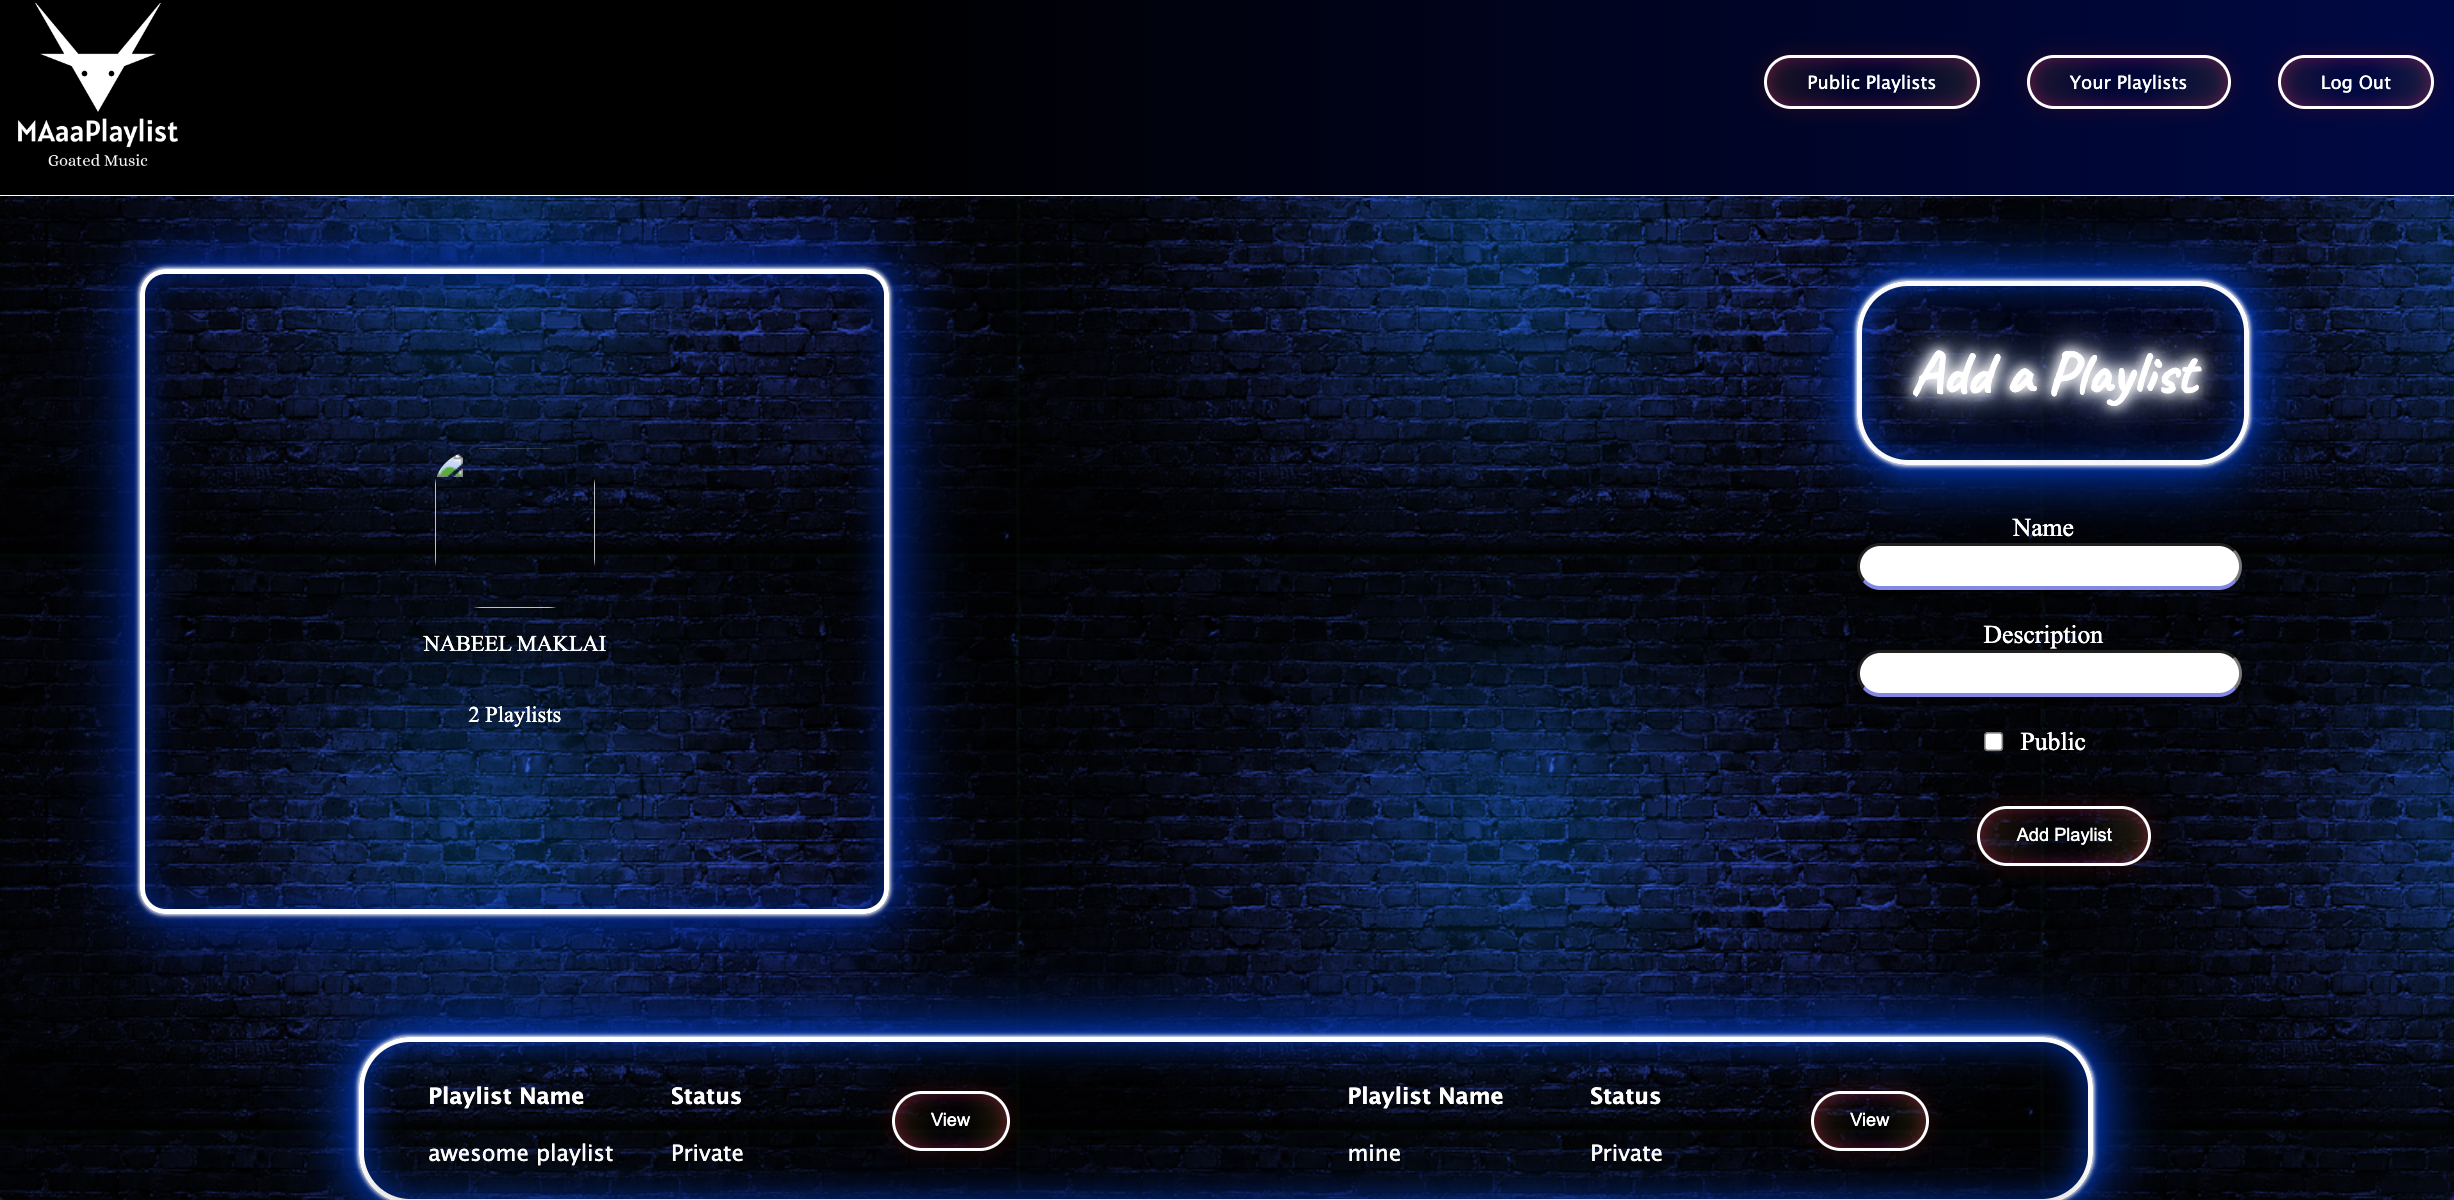 MAaaPlaylist
Goated Music
Public Playlists
Your Playlists
Log Out
NABEEL MAKLAI
2 Playlists
Add a Playlist
Name
Description
Public
Add Playlist
Playlist Name Status
View
awesome playlist Private
Playlist Name Status
View
mine Private